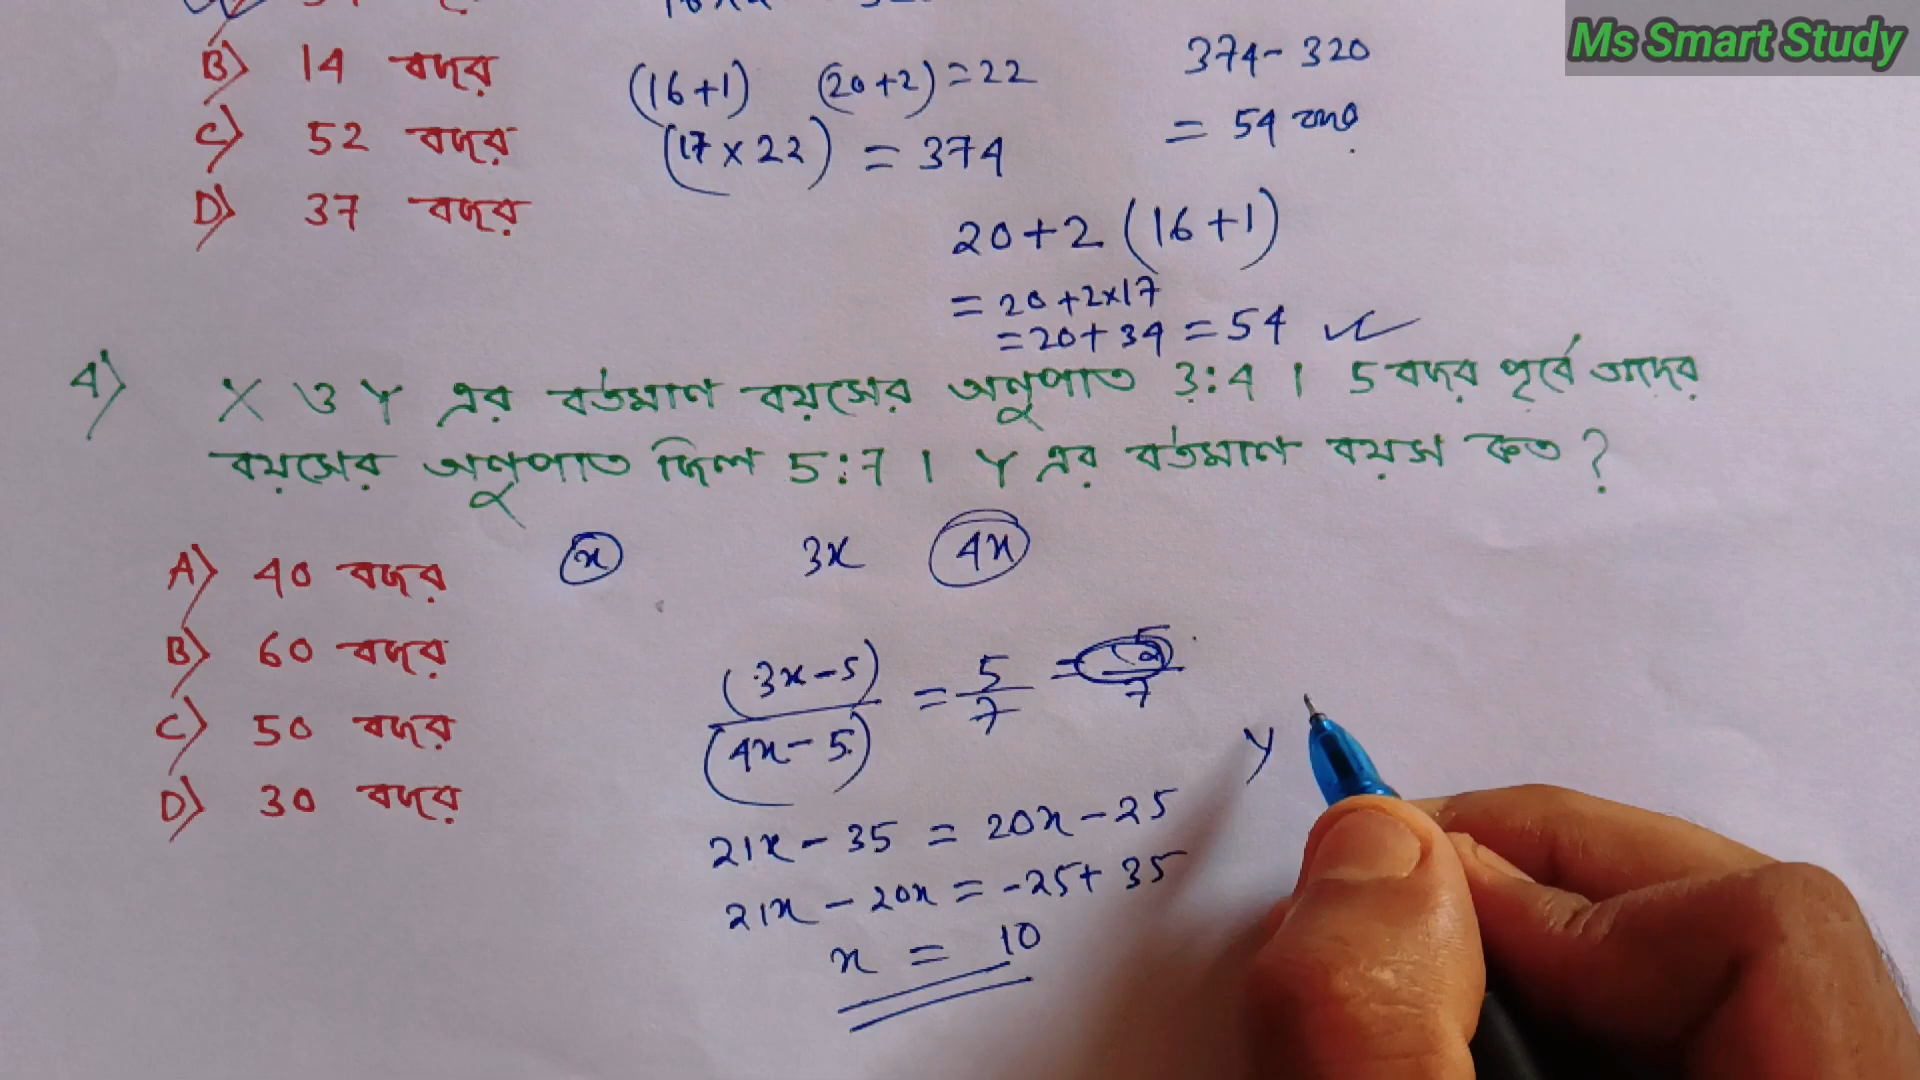 Ms Smart Study
B) 14 বছর
C) 52 বছর
D) 37 বছর
(16+1) (20+2)=22
(17×22) = 374
374-320
= 54
20+2(16+1)
= 20+2×17
=20+34 =54
4) X ও Y এর বর্তমান বয়সের অনুপাত 3:4। 5 বছর পূর্বে তাদের
বয়সের অনুপাত ছিল 5:7। Y এর বর্তমান বয়স কত?
A) 40 বছর
B) 60 বছর
C) 50 বছর
D) 30 বছর
x 3x 4x
(3x-5)/(4x-5) = 5/7
21x-35 = 20x-25
21x-20x = -25+35
x = 10
Y